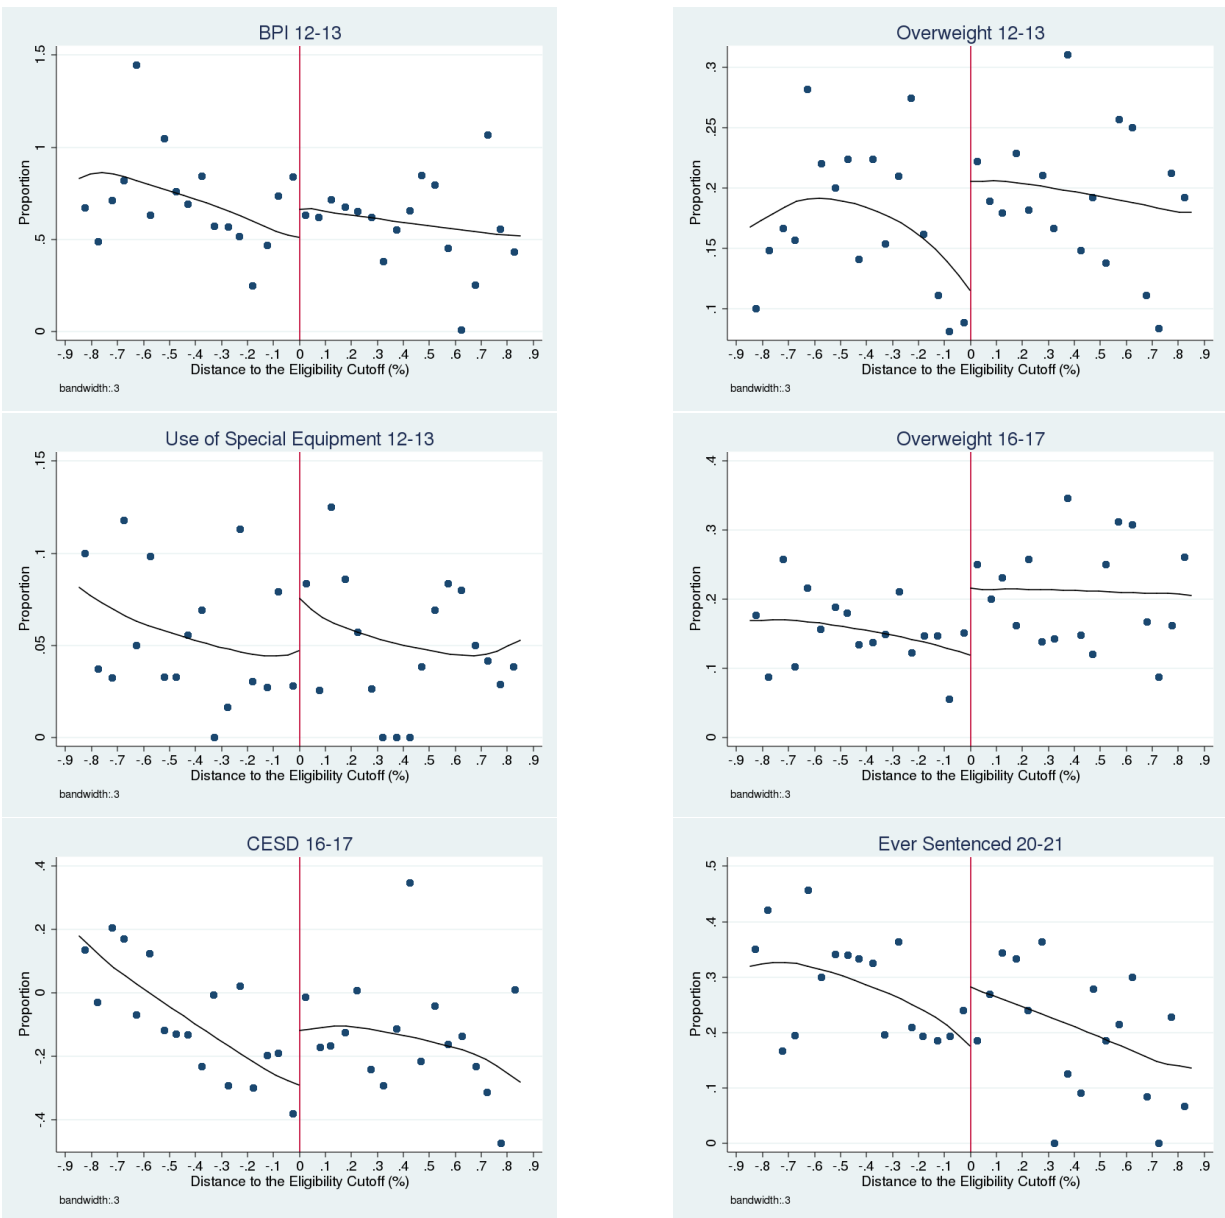 BPI 12-13
Proportion
1.5
1
.5
0
-.9 -.8 -.7 -.6 -.5 -.4 -.3 -.2 -.1 0 .1 .2 .3 .4 .5 .6 .7 .8 .9
Distance to the Eligibility Cutoff (%)
bandwidth:.3
Overweight 12-13
Proportion
.3
.25
.2
.15
.1
-.9 -.8 -.7 -.6 -.5 -.4 -.3 -.2 -.1 0 .1 .2 .3 .4 .5 .6 .7 .8 .9
Distance to the Eligibility Cutoff (%)
bandwidth:.3
Use of Special Equipment 12-13
Proportion
.15
.1
.05
0
-.9 -.8 -.7 -.6 -.5 -.4 -.3 -.2 -.1 0 .1 .2 .3 .4 .5 .6 .7 .8 .9
Distance to the Eligibility Cutoff (%)
bandwidth:.3
Overweight 16-17
Proportion
.4
.3
.2
.1
0
-.9 -.8 -.7 -.6 -.5 -.4 -.3 -.2 -.1 0 .1 .2 .3 .4 .5 .6 .7 .8 .9
Distance to the Eligibility Cutoff (%)
bandwidth:.3
CESD 16-17
Proportion
.4
.2
0
-.2
-.4
-.9 -.8 -.7 -.6 -.5 -.4 -.3 -.2 -.1 0 .1 .2 .3 .4 .5 .6 .7 .8 .9
Distance to the Eligibility Cutoff (%)
bandwidth:.3
Ever Sentenced 20-21
Proportion
.5
.4
.3
.2
.1
0
-.9 -.8 -.7 -.6 -.5 -.4 -.3 -.2 -.1 0 .1 .2 .3 .4 .5 .6 .7 .8 .9
Distance to the Eligibility Cutoff (%)
bandwidth:.3